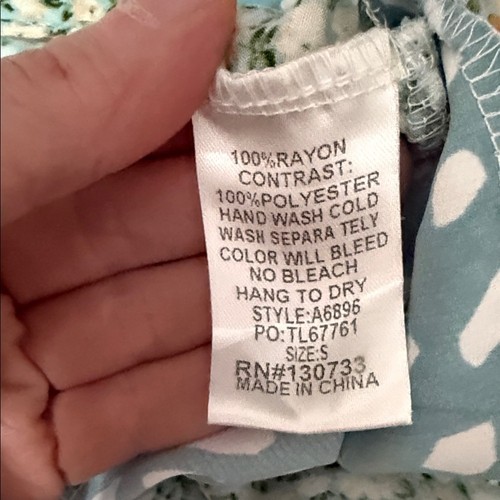 100%RAYON
CONTRAST:
100%POLYESTER
HAND WASH COLD
WASH SEPARA TELY
COLOR WILL BLEED
NO BLEACH
HANG TO DRY
STYLE:A6896
PO:TL67761
SIZE:S
RN#130733
MADE IN CHINA